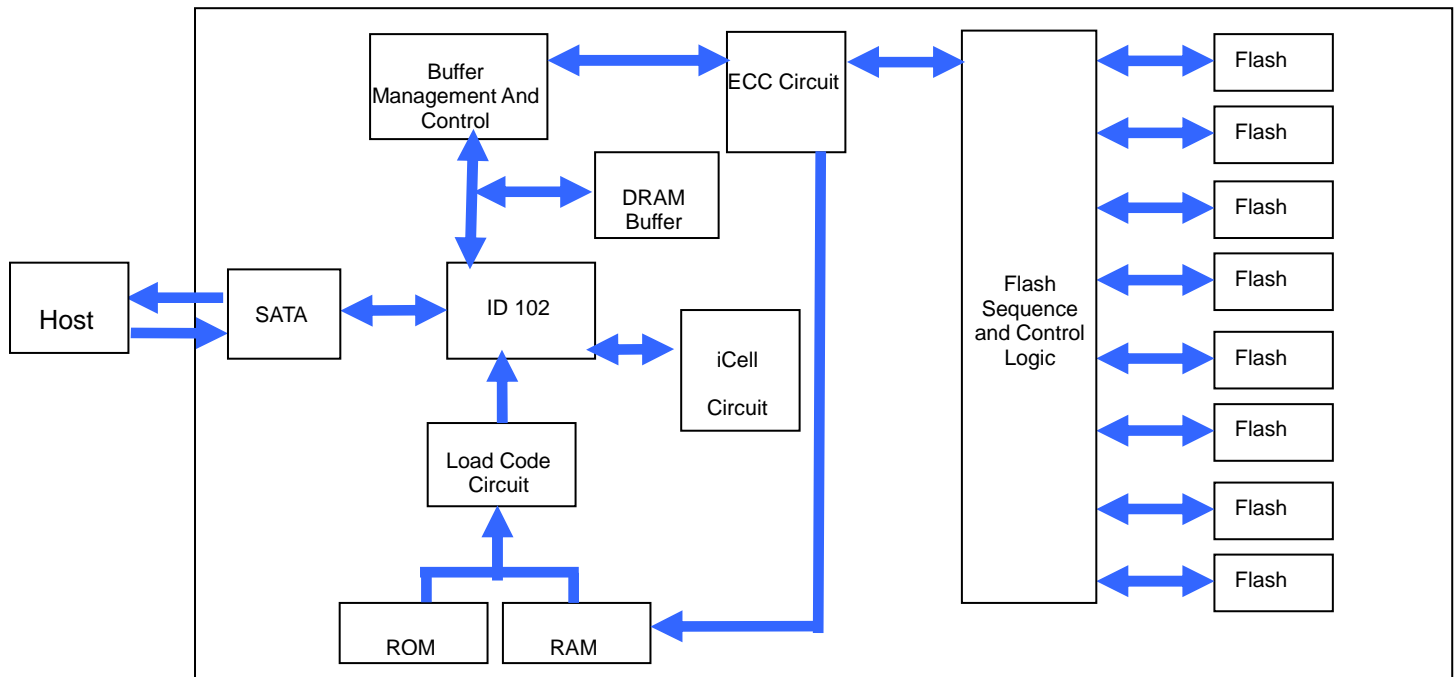 Buffer
Management And
Control
ECC Circuit
DRAM
Buffer
Host
SATA
ID 102
iCell
Circuit
Load Code
Circuit
ROM
RAM
Flash
Sequence
and Control
Logic
Flash
Flash
Flash
Flash
Flash
Flash
Flash
Flash